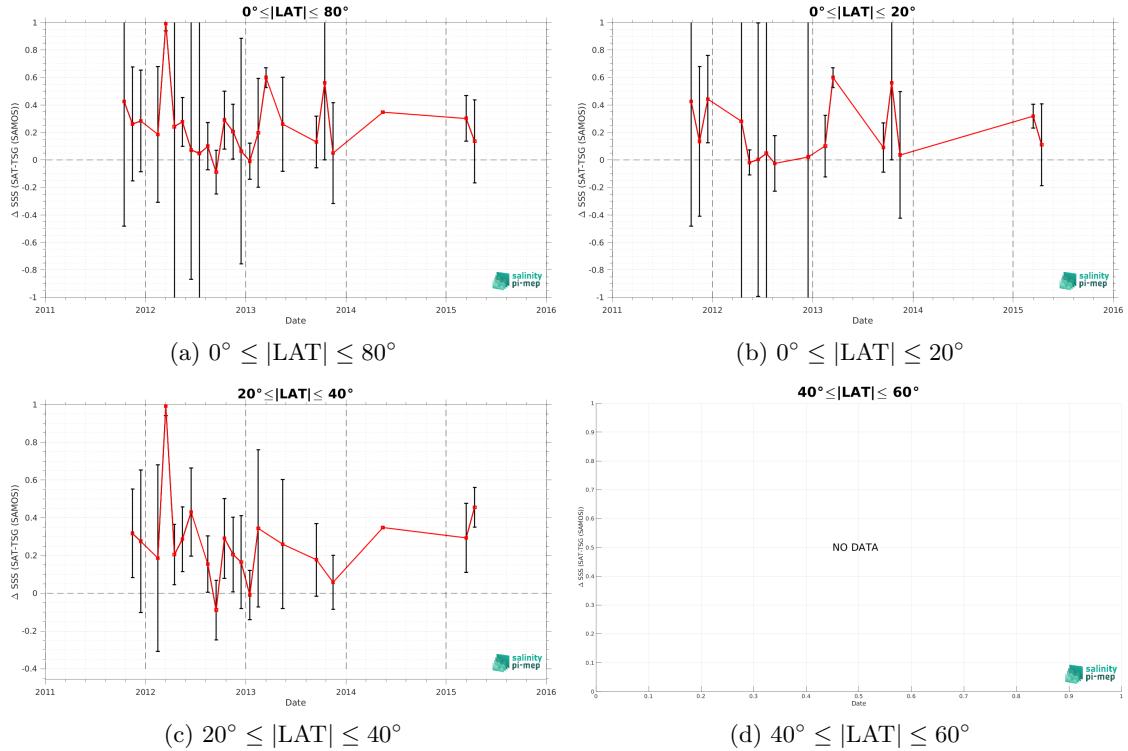 0°≤|LAT|≤ 80°
Δ SSS (SAT-TSG (SAMOS))
1
0.8
0.6
0.4
0.2
0
-0.2
-0.4
-0.6
-0.8
-1
2011 2012 2013 2014 2015 2016
Date
salinity
pi-mep
(a) 0° ≤ |LAT| ≤ 80°
0°≤|LAT|≤ 20°
Δ SSS (SAT-TSG (SAMOS))
1
0.8
0.6
0.4
0.2
0
-0.2
-0.4
-0.6
-0.8
-1
2011 2012 2013 2014 2015 2016
Date
salinity
pi-mep
(b) 0° ≤ |LAT| ≤ 20°
20°≤|LAT|≤ 40°
Δ SSS (SAT-TSG (SAMOS))
1
0.8
0.6
0.4
0.2
0
-0.2
-0.4
2011 2012 2013 2014 2015 2016
Date
salinity
pi-mep
(c) 20° ≤ |LAT| ≤ 40°
40°≤|LAT|≤ 60°
Δ SSS (SAT-TSG (SAMOS))
1
0.9
0.8
0.7
0.6
0.5
0.4
0.3
0.2
0.1
0
NO DATA
0 0.1 0.2 0.3 0.4 0.5 0.6 0.7 0.8 0.9 1
Date
salinity
pi-mep
(d) 40° ≤ |LAT| ≤ 60°